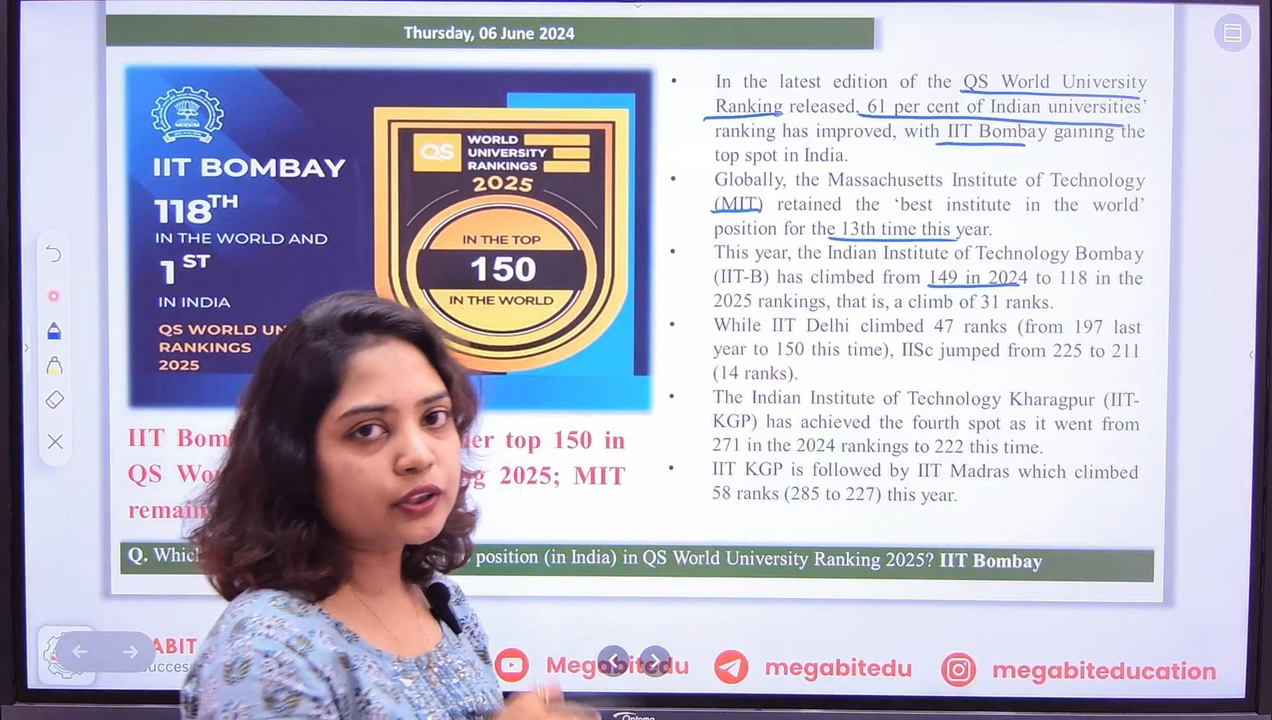 Thursday, 06 June 2024
IIT BOMBAY
118TH
IN THE WORLD AND
1ST
IN INDIA
QS WORLD UN
RANKINGS
2025
QS WORLD
UNIVERSITY
RANKINGS
2025
IN THE TOP
150
IN THE WORLD
IIT Bom er top 150 in
QS Wo g 2025; MIT
remain
• In the latest edition of the QS World University
Ranking released, 61 per cent of Indian universities’
ranking has improved, with IIT Bombay gaining the
top spot in India.
• Globally, the Massachusetts Institute of Technology
(MIT) retained the ‘best institute in the world’
position for the 13th time this year.
• This year, the Indian Institute of Technology Bombay
(IIT-B) has climbed from 149 in 2024 to 118 in the
2025 rankings, that is, a climb of 31 ranks.
• While IIT Delhi climbed 47 ranks (from 197 last
year to 150 this time), IISc jumped from 225 to 211
(14 ranks).
• The Indian Institute of Technology Kharagpur (IIT-
KGP) has achieved the fourth spot as it went from
271 in the 2024 rankings to 222 this time.
• IIT KGP is followed by IIT Madras which climbed
58 ranks (285 to 227) this year.
Q. Whic position (in India) in QS World University Ranking 2025? IIT Bombay
ABIT
ucces
Megabitedu
megabitedu
megabiteducation
Optoma